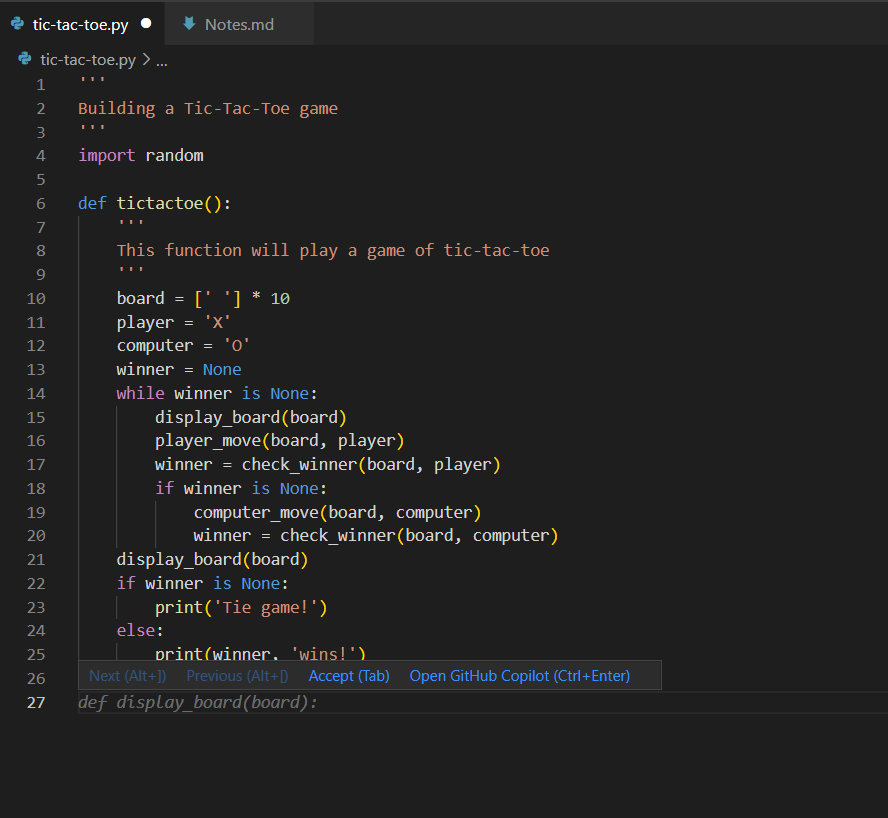 tic-tac-toe.py Notes.md
tic-tac-toe.py > ...
1 '''
2 Building a Tic-Tac-Toe game
3 '''
4 import random
5
6 def tictactoe():
7     '''
8     This function will play a game of tic-tac-toe
9     '''
10     board = [' '] * 10
11     player = 'X'
12     computer = 'O'
13     winner = None
14     while winner is None:
15         display_board(board)
16         player_move(board, player)
17         winner = check_winner(board, player)
18         if winner is None:
19             computer_move(board, computer)
20             winner = check_winner(board, computer)
21     display_board(board)
22     if winner is None:
23         print('Tie game!')
24     else:
25         print(winner, 'wins!')
26 Next (Alt+]) Previous (Alt+[) Accept (Tab) Open GitHub Copilot (Ctrl+Enter)
27 def display_board(board):